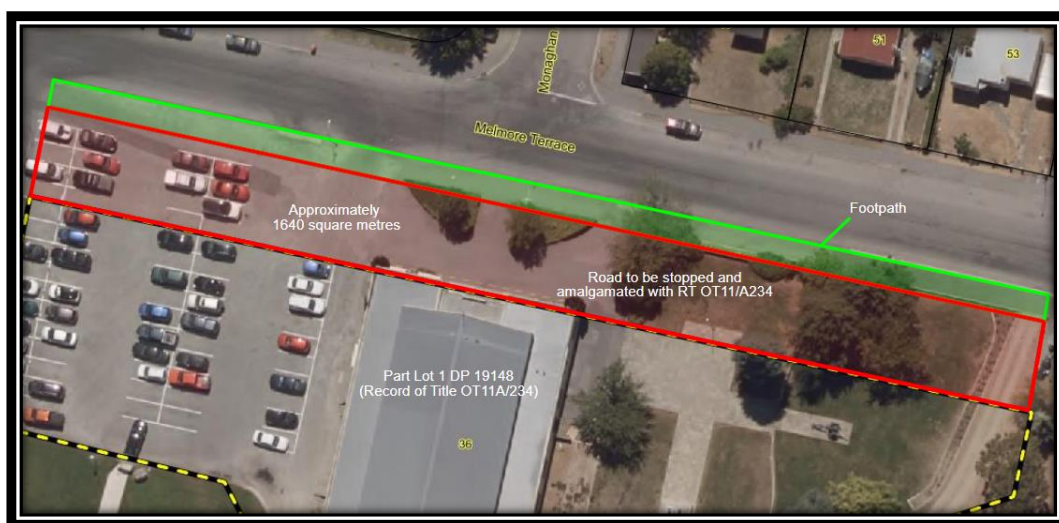 51
53
Monaghan
Melmore Terrace
Approximately
1640 square metres
Footpath
Road to be stopped and
amalgamated with RT OT11/A234
Part Lot 1 DP 19148
(Record of Title OT11A/234)
36